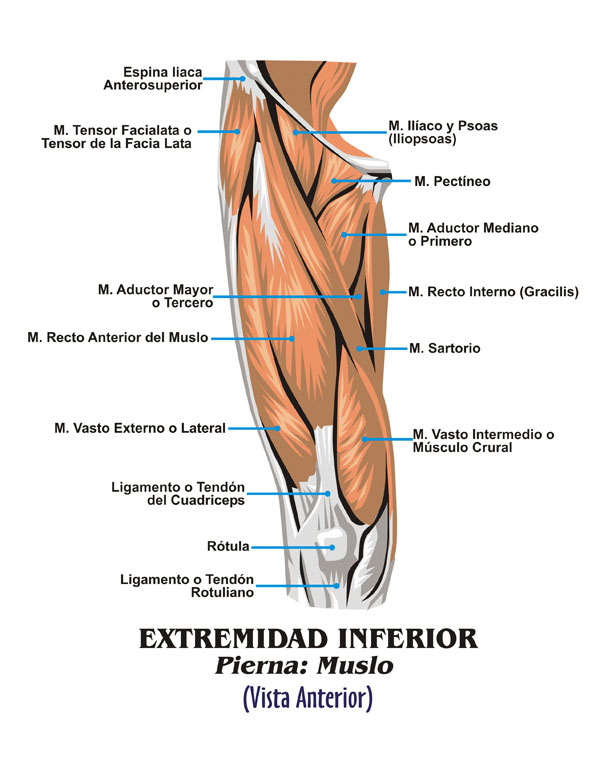 Espina Iliaca
Anterosuperior
M. Tensor Facialata o
Tensor de la Facia Lata
M. Ilíaco y Psoas
(Iliopsoas)
M. Pectíneo
M. Aductor Mediano
o Primero
M. Aductor Mayor
o Tercero
M. Recto Interno (Gracilis)
M. Recto Anterior del Muslo
M. Sartorio
M. Vasto Externo o Lateral
M. Vasto Intermedio o
Músculo Crural
Ligamento o Tendón
del Cuadriceps
Rótula
Ligamento o Tendón
Rotuliano
EXTREMIDAD INFERIOR
Pierna: Muslo
(Vista Anterior)